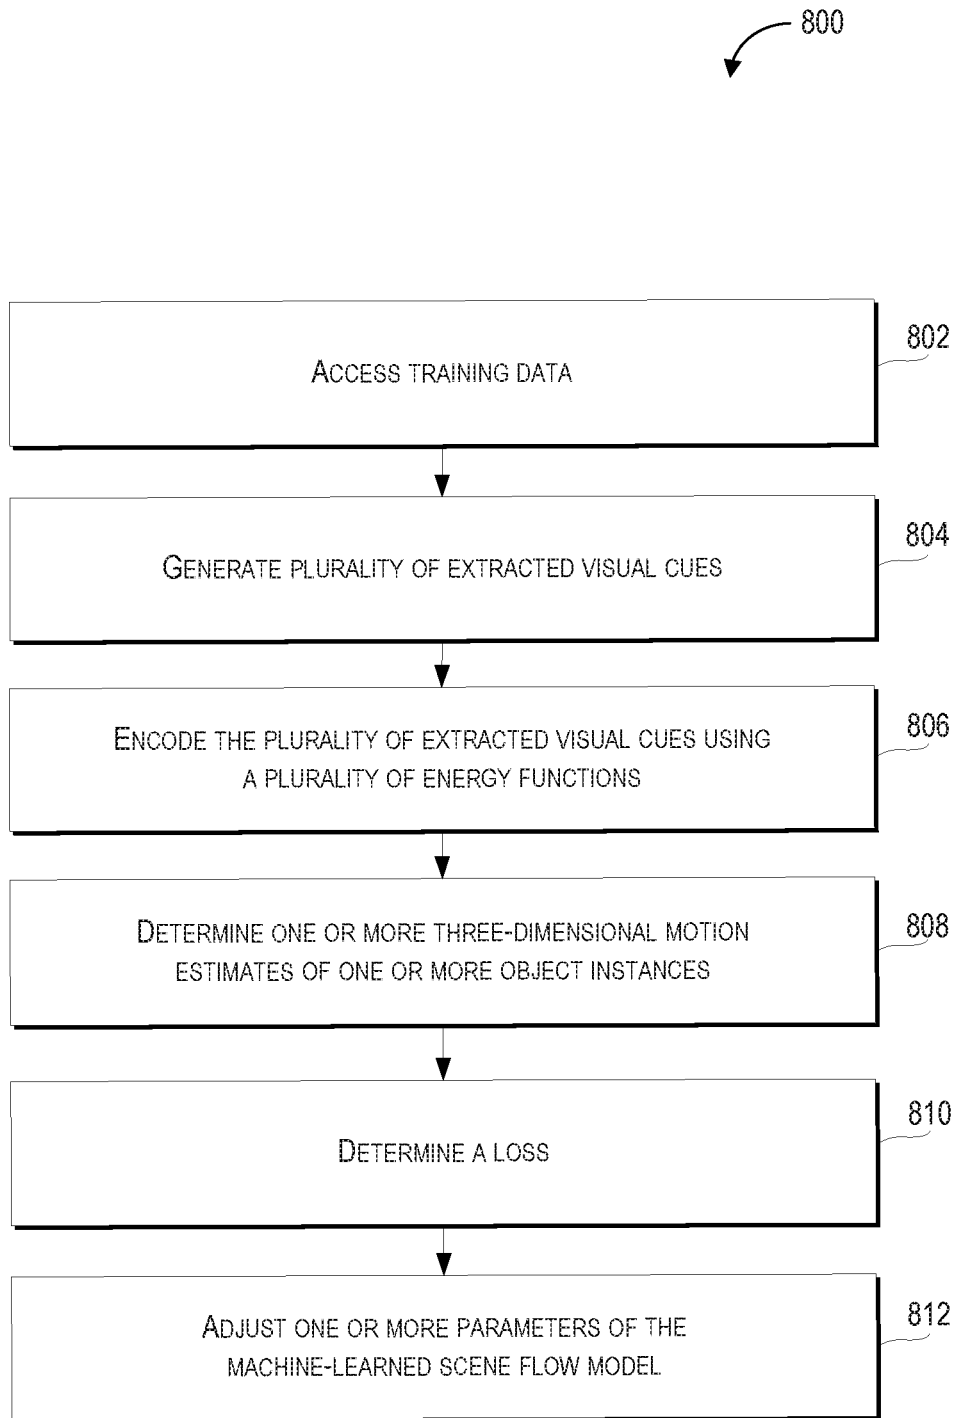 800
ACCESS TRAINING DATA
802
GENERATE PLURALITY OF EXTRACTED VISUAL CUES
804
ENCODE THE PLURALITY OF EXTRACTED VISUAL CUES USING
A PLURALITY OF ENERGY FUNCTIONS
806
DETERMINE ONE OR MORE THREE-DIMENSIONAL MOTION
ESTIMATES OF ONE OR MORE OBJECT INSTANCES
808
DETERMINE A LOSS
810
ADJUST ONE OR MORE PARAMETERS OF THE
MACHINE-LEARNED SCENE FLOW MODEL
812